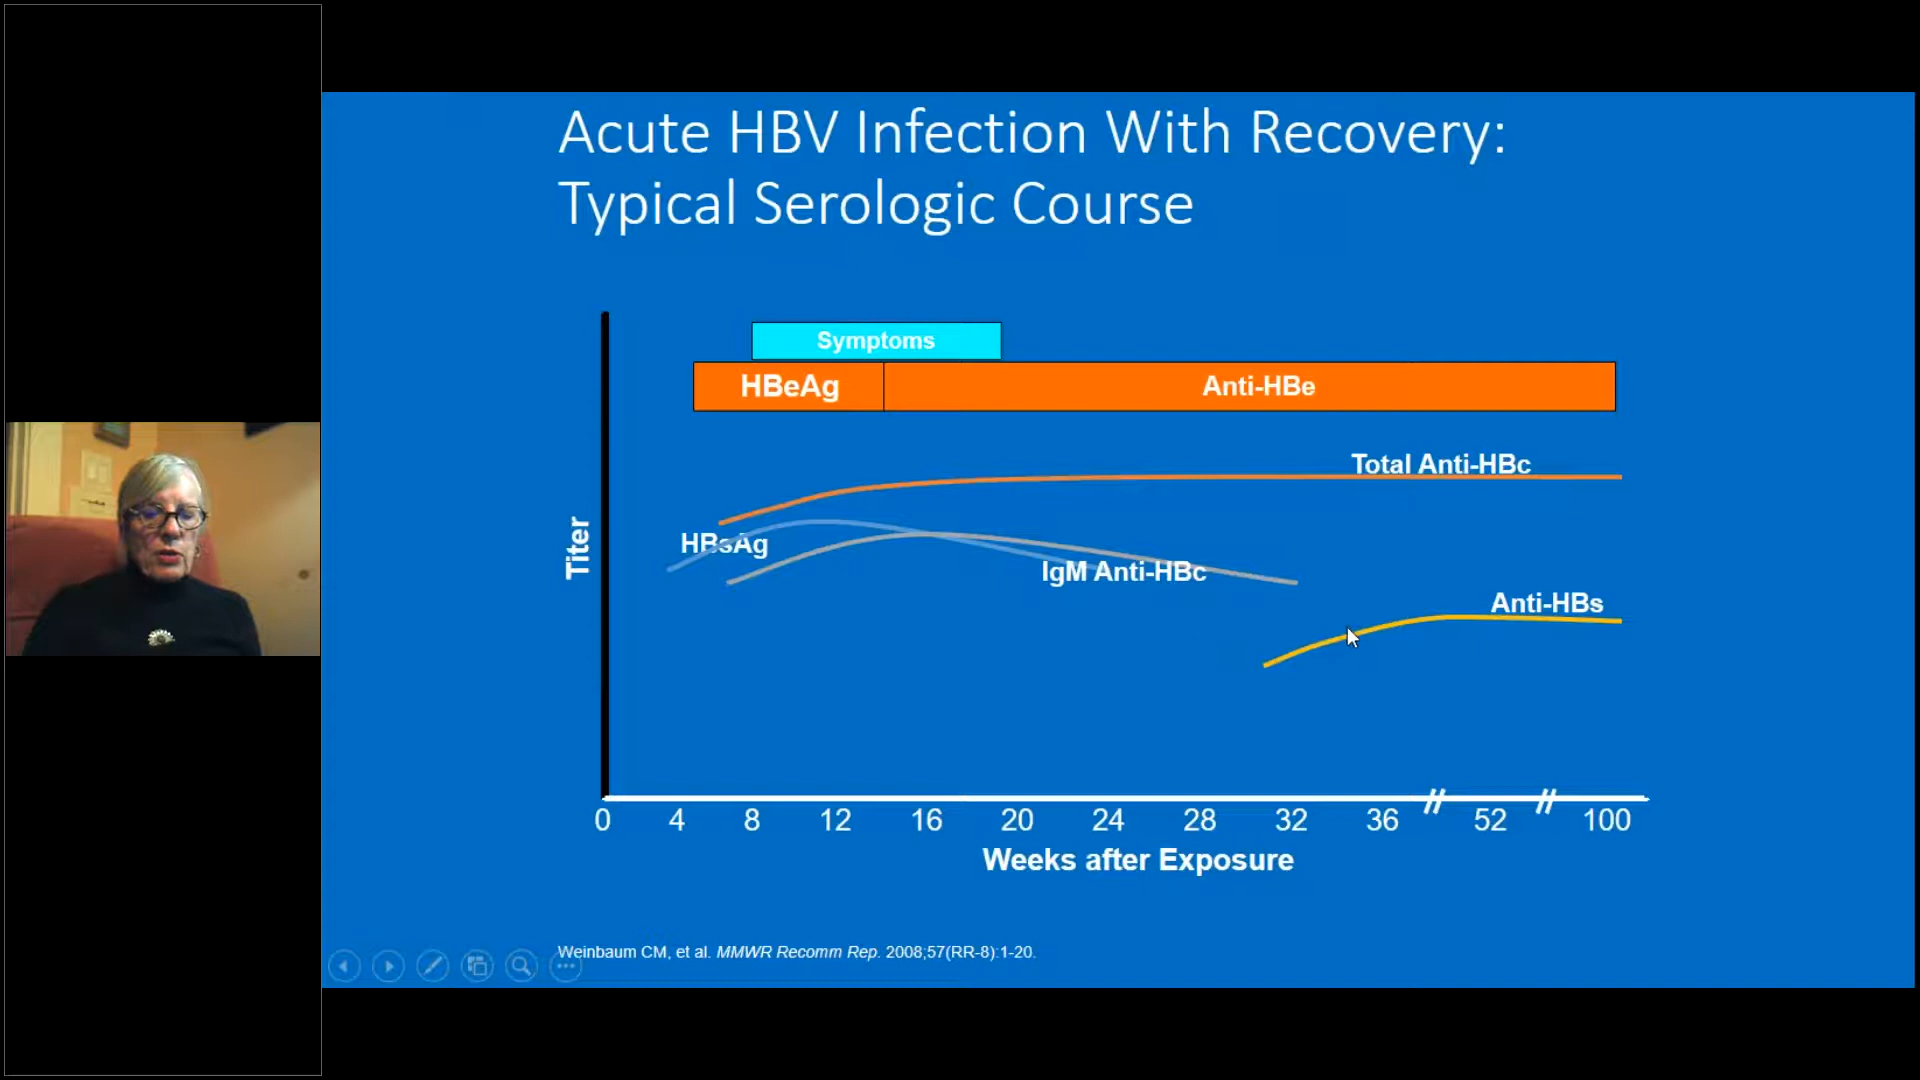 Acute HBV Infection With Recovery:
Typical Serologic Course
Symptoms
HBeAg
Anti-HBe
Total Anti-HBc
HBsAg
IgM Anti-HBc
Anti-HBs
Titer
0 4 8 12 16 20 24 28 32 36 52 100
Weeks after Exposure
Weinbaum CM, et al. MMWR Recomm Rep. 2008;57(RR-8):1-20.